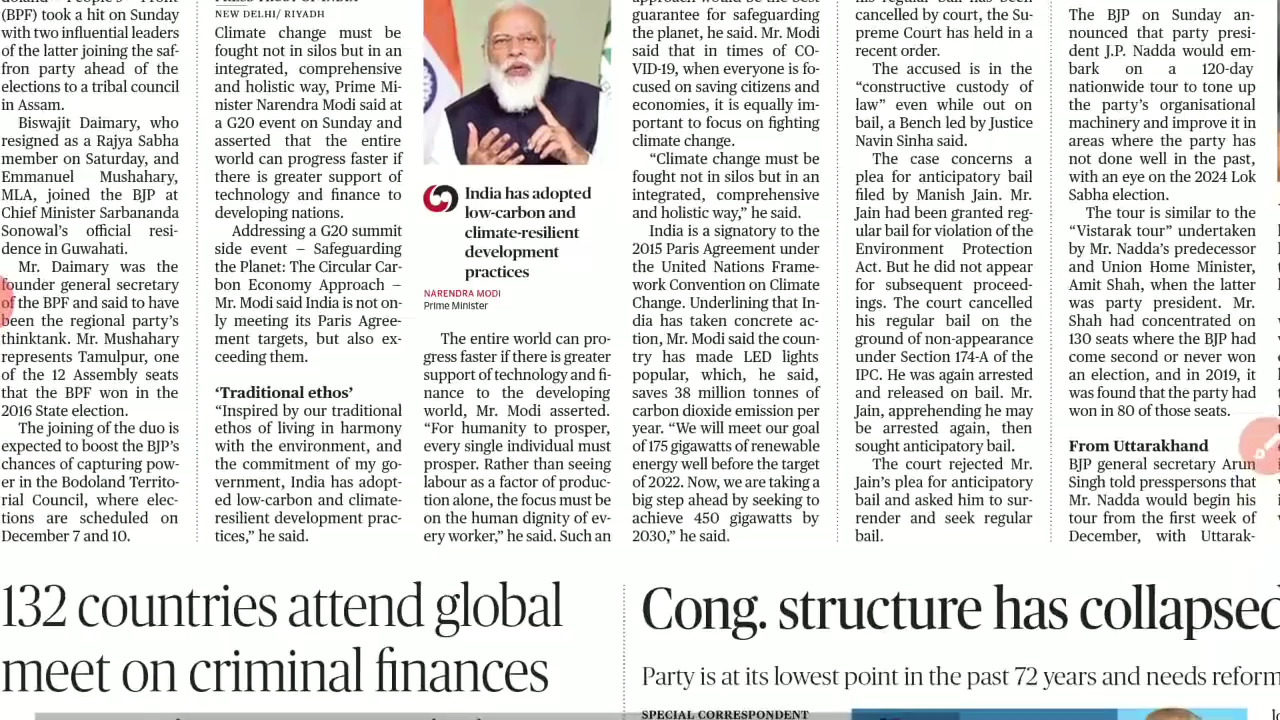 (BPF) took a hit on Sunday
with two influential leaders
of the latter joining the saf-
fron party ahead of the
elections to a tribal council
in Assam.
Biswajit Daimary, who
resigned as a Rajya Sabha
member on Saturday, and
Emmanuel Mushahary,
MLA, joined the BJP at
Chief Minister Sarbananda
Sonowal's official resi-
dence in Guwahati.
Mr. Daimary was the
founder general secretary
of the BPF and said to have
been the regional party's
thinktank. Mr. Mushahary
represents Tamulpur, one
of the 12 Assembly seats
that the BPF won in the
2016 State election.
The joining of the duo is
expected to boost the BJP's
chances of capturing pow-
er in the Bodoland Territo-
rial Council, where elec-
tions are scheduled on
December 7 and 10.
NEW DELHI/ RIYADH
Climate change must be
fought not in silos but in an
integrated, comprehensive
and holistic way, Prime Mi-
nister Narendra Modi said at
a G20 event on Sunday and
asserted that the entire
world can progress faster if
there is greater support of
technology and finance to
developing nations.
Addressing a G20 summit
side event – Safeguarding
the Planet: The Circular Car-
bon Economy Approach –
Mr. Modi said India is not on-
ly meeting its Paris Agree-
ment targets, but also ex-
ceeding them.
‘Traditional ethos’
“Inspired by our traditional
ethos of living in harmony
with the environment, and
the commitment of my go-
vernment, India has adopt-
ed low-carbon and climate-
resilient development prac-
tices,” he said.
India has adopted
low-carbon and
climate-resilient
development
practices
NARENDRA MODI
Prime Minister
The entire world can pro-
gress faster if there is greater
support of technology and fi-
nance to the developing
world, Mr. Modi asserted.
“For humanity to prosper,
every single individual must
prosper. Rather than seeing
labour as a factor of produc-
tion alone, the focus must be
on the human dignity of ev-
ery worker,” he said. Such an
approach would be the best
guarantee for safeguarding
the planet, he said. Mr. Modi
said that in times of CO-
VID-19, when everyone is fo-
cused on saving citizens and
economies, it is equally im-
portant to focus on fighting
climate change.
“Climate change must be
fought not in silos but in an
integrated, comprehensive
and holistic way,” he said.
India is a signatory to the
2015 Paris Agreement under
the United Nations Frame-
work Convention on Climate
Change. Underlining that In-
dia has taken concrete ac-
tion, Mr. Modi said the coun-
try has made LED lights
popular, which, he said,
saves 38 million tonnes of
carbon dioxide emission per
year. “We will meet our goal
of 175 gigawatts of renewable
energy well before the target
of 2022. Now, we are taking a
big step ahead by seeking to
achieve 450 gigawatts by
2030,” he said.
his regular bail has been
cancelled by court, the Su-
preme Court has held in a
recent order.
The accused is in the
“constructive custody of
law” even while out on
bail, a Bench led by Justice
Navin Sinha said.
The case concerns a
plea for anticipatory bail
filed by Manish Jain. Mr.
Jain had been granted reg-
ular bail for violation of the
Environment Protection
Act. But he did not appear
for subsequent proceed-
ings. The court cancelled
his regular bail on the
ground of non-appearance
under Section 174-A of the
IPC. He was again arrested
and released on bail. Mr.
Jain, apprehending he may
be arrested again, then
sought anticipatory bail.
The court rejected Mr.
Jain's plea for anticipatory
bail and asked him to sur-
render and seek regular
bail.
The BJP on Sunday an-
nounced that party presi-
dent J.P. Nadda would em-
bark on a 120-day
nationwide tour to tone up
the party's organisational
machinery and improve it in
areas where the party has
not done well in the past,
with an eye on the 2024 Lok
Sabha election.
The tour is similar to the
“Vistarak tour” undertaken
by Mr. Nadda's predecessor
and Union Home Minister,
Amit Shah, when the latter
was party president. Mr.
Shah had concentrated on
130 seats where the BJP had
come second or never won
an election, and in 2019, it
was found that the party had
won in 80 of those seats.
From Uttarakhand
BJP general secretary Arun
Singh told presspersons that
Mr. Nadda would begin his
tour from the first week of
December, with Uttarak-
132 countries attend global
meet on criminal finances
Cong. structure has collapsed
Party is at its lowest point in the past 72 years and needs reform
SPECIAL CORRESPONDENT